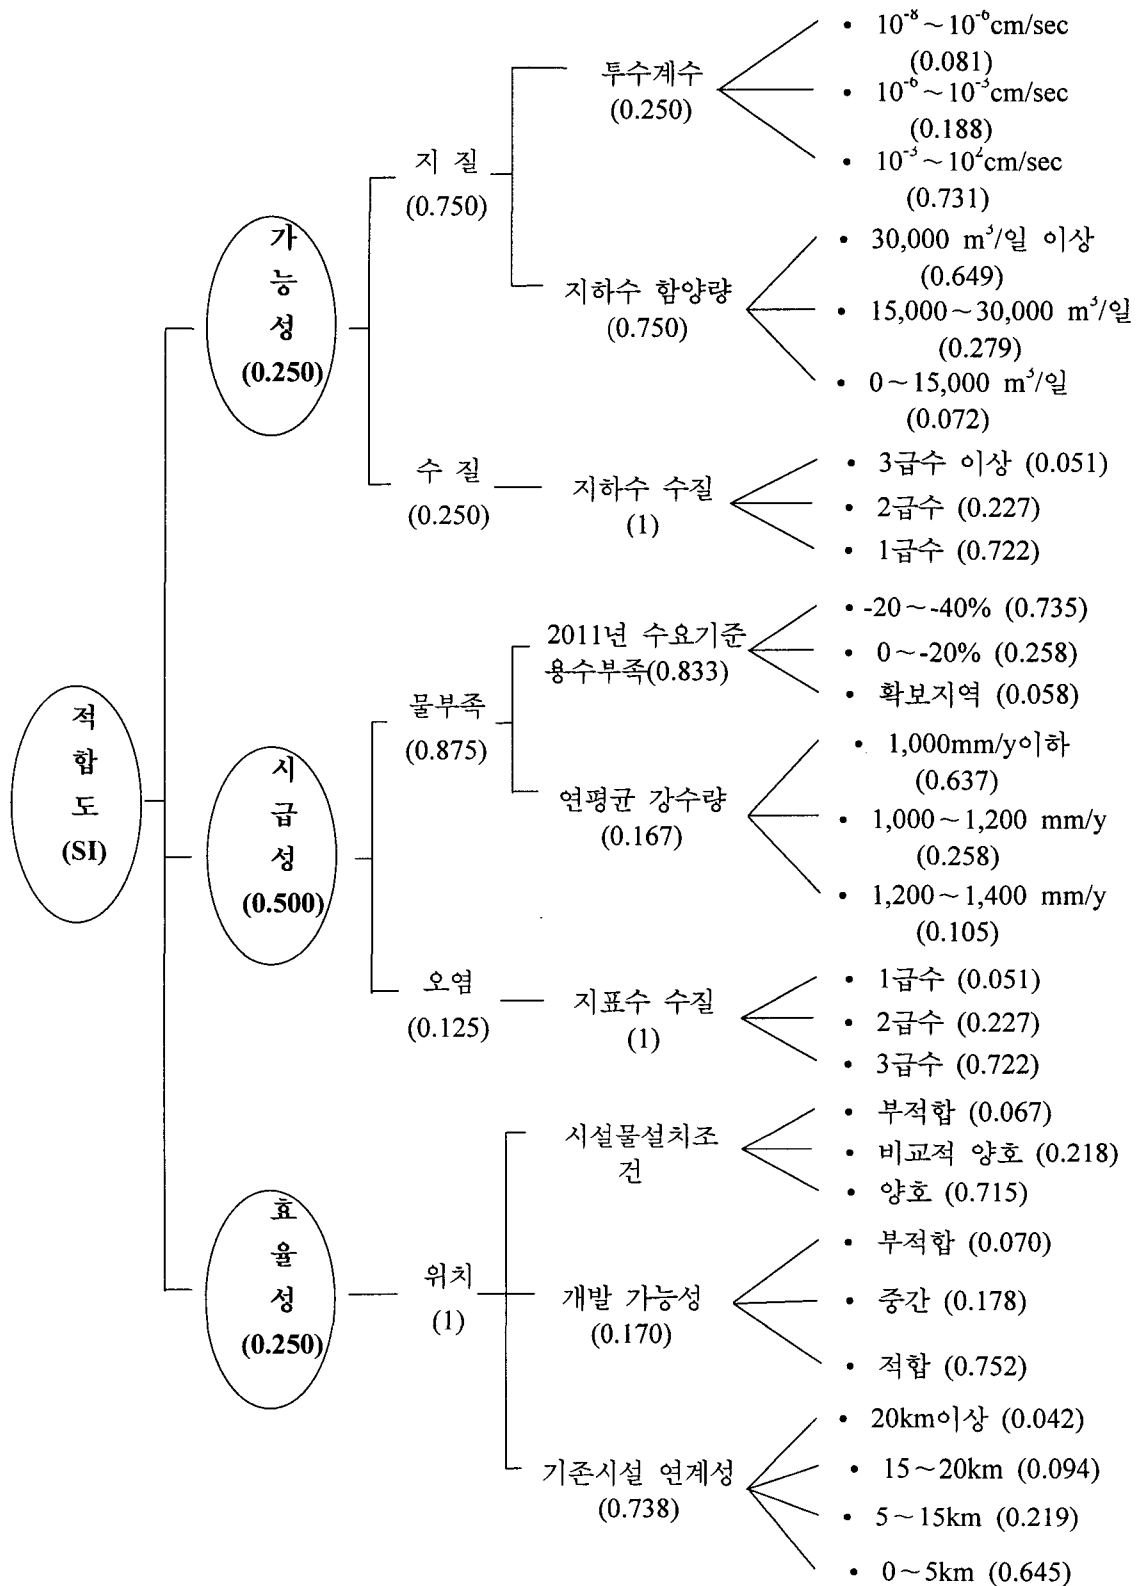 적
합
도
(SI)
가
능
성
(0.250)
지 질
(0.750)
투수계수
(0.250)
• 10⁻⁸~10⁻⁶cm/sec
(0.081)
• 10⁻⁶~10⁻³cm/sec
(0.188)
• 10⁻³~10²cm/sec
(0.731)
지하수 함양량
(0.750)
• 30,000 m³/일 이상
(0.649)
• 15,000~30,000 m³/일
(0.279)
• 0~15,000 m³/일
(0.072)
수 질
(0.250)
지하수 수질
(1)
• 3급수 이상 (0.051)
• 2급수 (0.227)
• 1급수 (0.722)
시
급
성
(0.500)
물부족
(0.875)
2011년 수요기준
용수부족(0.833)
• -20~-40% (0.735)
• 0~-20% (0.258)
• 확보지역 (0.058)
연평균 강수량
(0.167)
• 1,000mm/y이하
(0.637)
• 1,000~1,200 mm/y
(0.258)
• 1,200~1,400 mm/y
(0.105)
오염
(0.125)
지표수 수질
(1)
• 1급수 (0.051)
• 2급수 (0.227)
• 3급수 (0.722)
효
율
성
(0.250)
위치
(1)
시설물설치조
건
• 부적합 (0.067)
• 비교적 양호 (0.218)
• 양호 (0.715)
개발 가능성
(0.170)
• 부적합 (0.070)
• 중간 (0.178)
• 적합 (0.752)
기존시설 연계성
(0.738)
• 20km이상 (0.042)
• 15~20km (0.094)
• 5~15km (0.219)
• 0~5km (0.645)